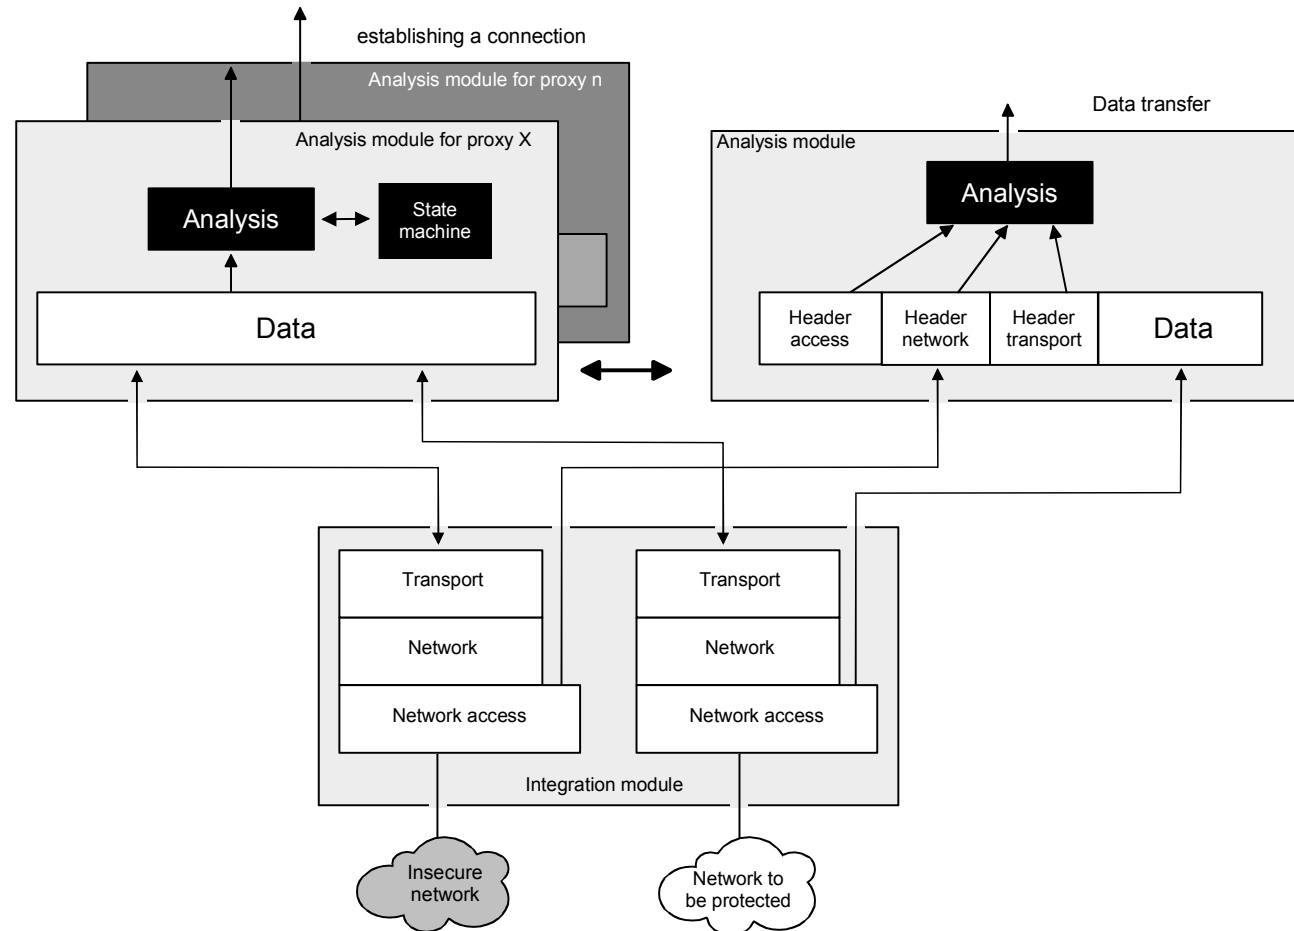 establishing a connection
Analysis module for proxy n
Analysis module for proxy X
Analysis
State
machine
Data
Data transfer
Analysis module
Analysis
Header
access
Header
network
Header
transport
Data
Transport
Network
Network access
Transport
Network
Network access
Integration module
Insecure
network
Network to
be protected